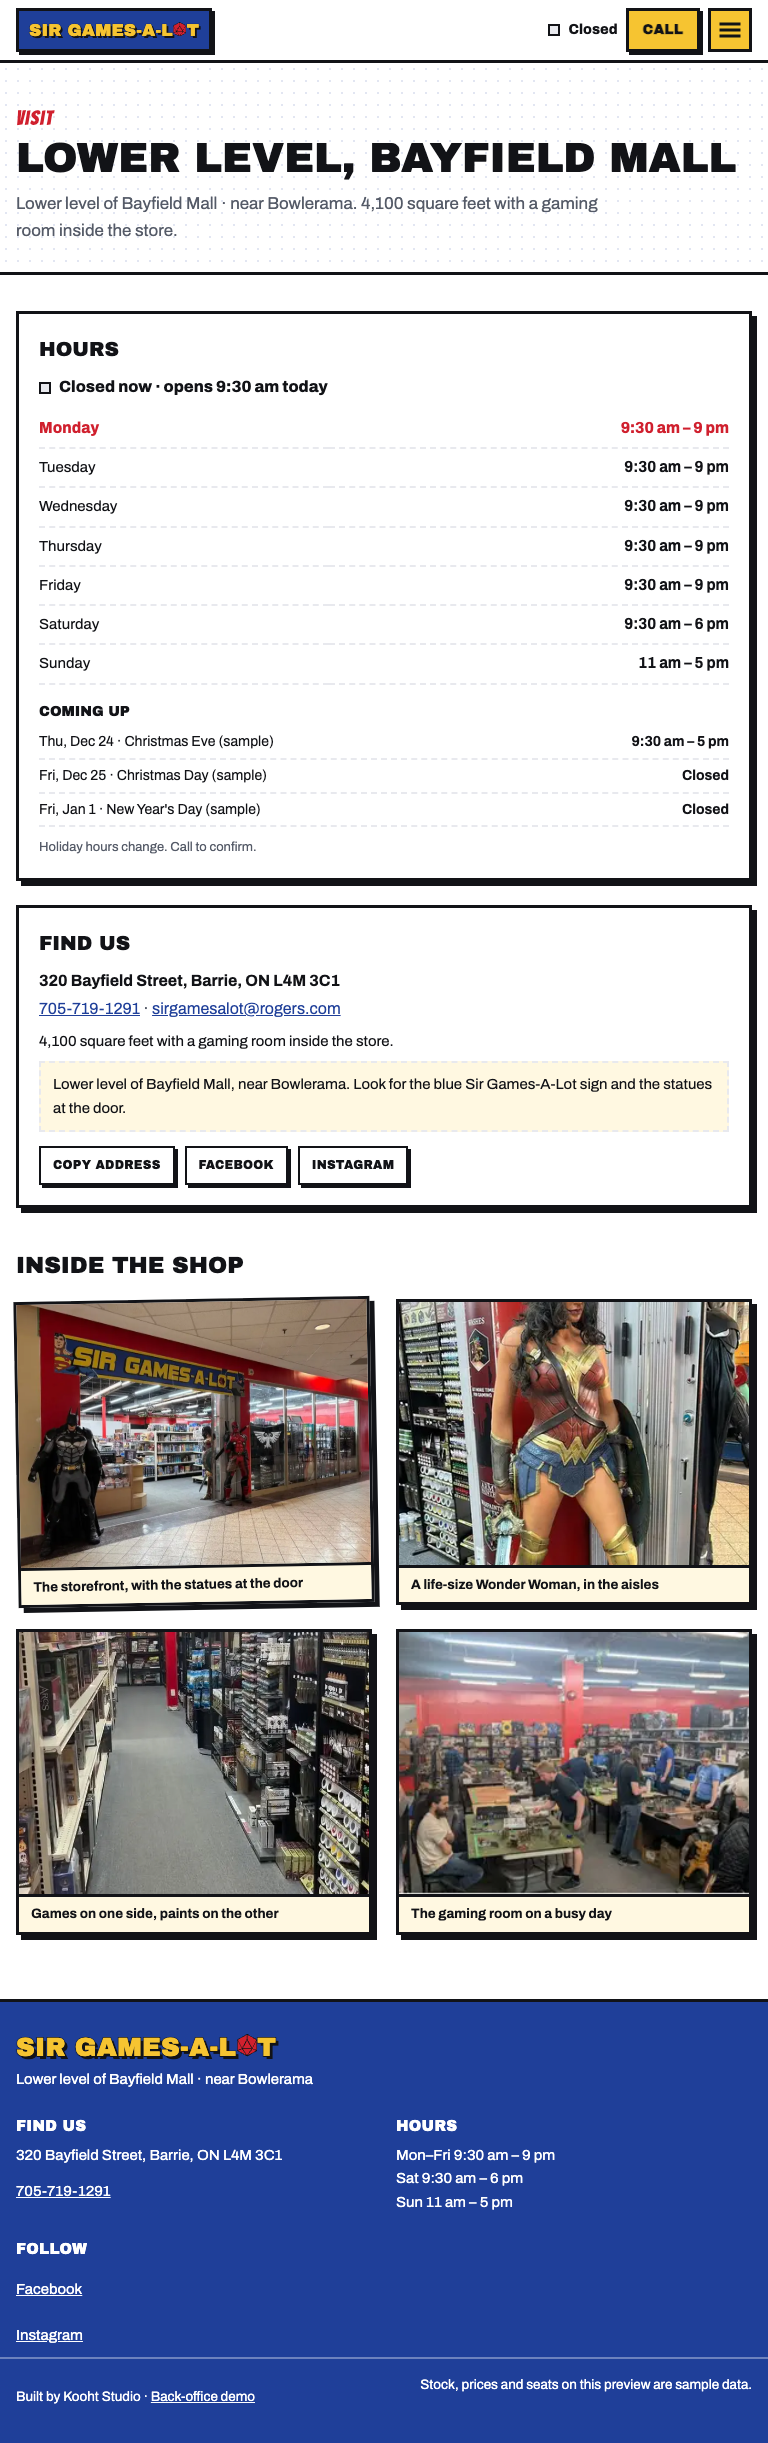 SIR GAMES-A-LOT
Closed
CALL
VISIT
LOWER LEVEL, BAYFIELD MALL
Lower level of Bayfield Mall · near Bowlerama. 4,100 square feet with a gaming
room inside the store.
HOURS
Closed now · opens 9:30 am today
Monday 9:30 am – 9 pm
Tuesday 9:30 am – 9 pm
Wednesday 9:30 am – 9 pm
Thursday 9:30 am – 9 pm
Friday 9:30 am – 9 pm
Saturday 9:30 am – 6 pm
Sunday 11 am – 5 pm
COMING UP
Thu, Dec 24 · Christmas Eve (sample) 9:30 am – 5 pm
Fri, Dec 25 · Christmas Day (sample) Closed
Fri, Jan 1 · New Year's Day (sample) Closed
Holiday hours change. Call to confirm.
FIND US
320 Bayfield Street, Barrie, ON L4M 3C1
705-719-1291 · sirgamesalot@rogers.com
4,100 square feet with a gaming room inside the store.
Lower level of Bayfield Mall, near Bowlerama. Look for the blue Sir Games-A-Lot sign and the statues
at the door.
COPY ADDRESS FACEBOOK INSTAGRAM
INSIDE THE SHOP
SIR GAMES-A-LOT
The storefront, with the statues at the door
A life-size Wonder Woman, in the aisles
Games on one side, paints on the other
The gaming room on a busy day
SIR GAMES-A-LOT
Lower level of Bayfield Mall · near Bowlerama
FIND US
320 Bayfield Street, Barrie, ON L4M 3C1
705-719-1291
HOURS
Mon–Fri 9:30 am – 9 pm
Sat 9:30 am – 6 pm
Sun 11 am – 5 pm
FOLLOW
Facebook
Instagram
Built by Kooht Studio · Back-office demo
Stock, prices and seats on this preview are sample data.